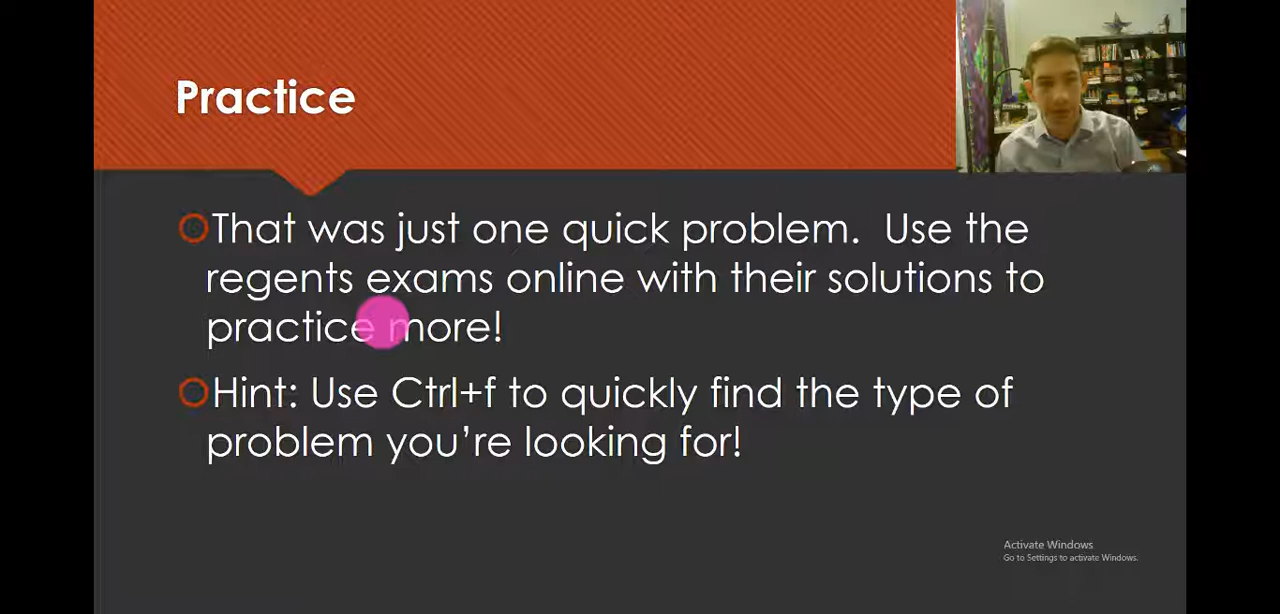 Practice
That was just one quick problem.  Use the
regents exams online with their solutions to
practice more!
Hint: Use Ctrl+f to quickly find the type of
problem you’re looking for!
Activate Windows
Go to Settings to activate Windows.